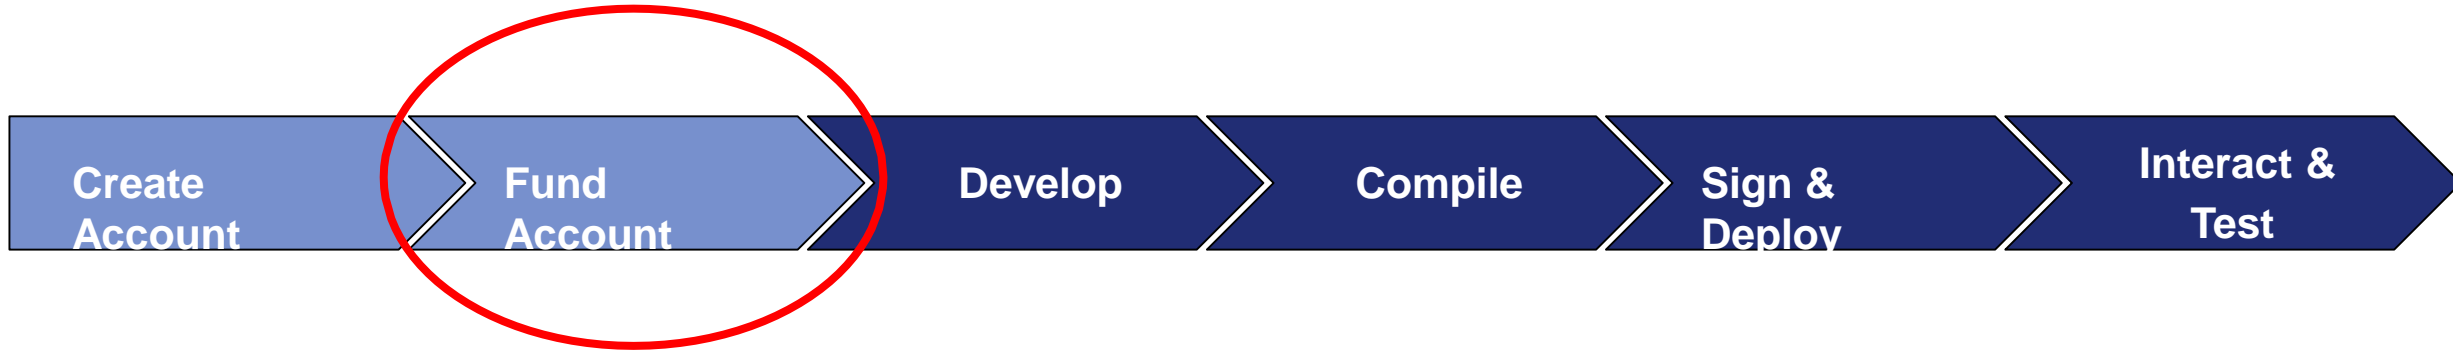 Create
Account
Fund
Account
Develop
Compile
Sign &
Deploy
Interact &
Test